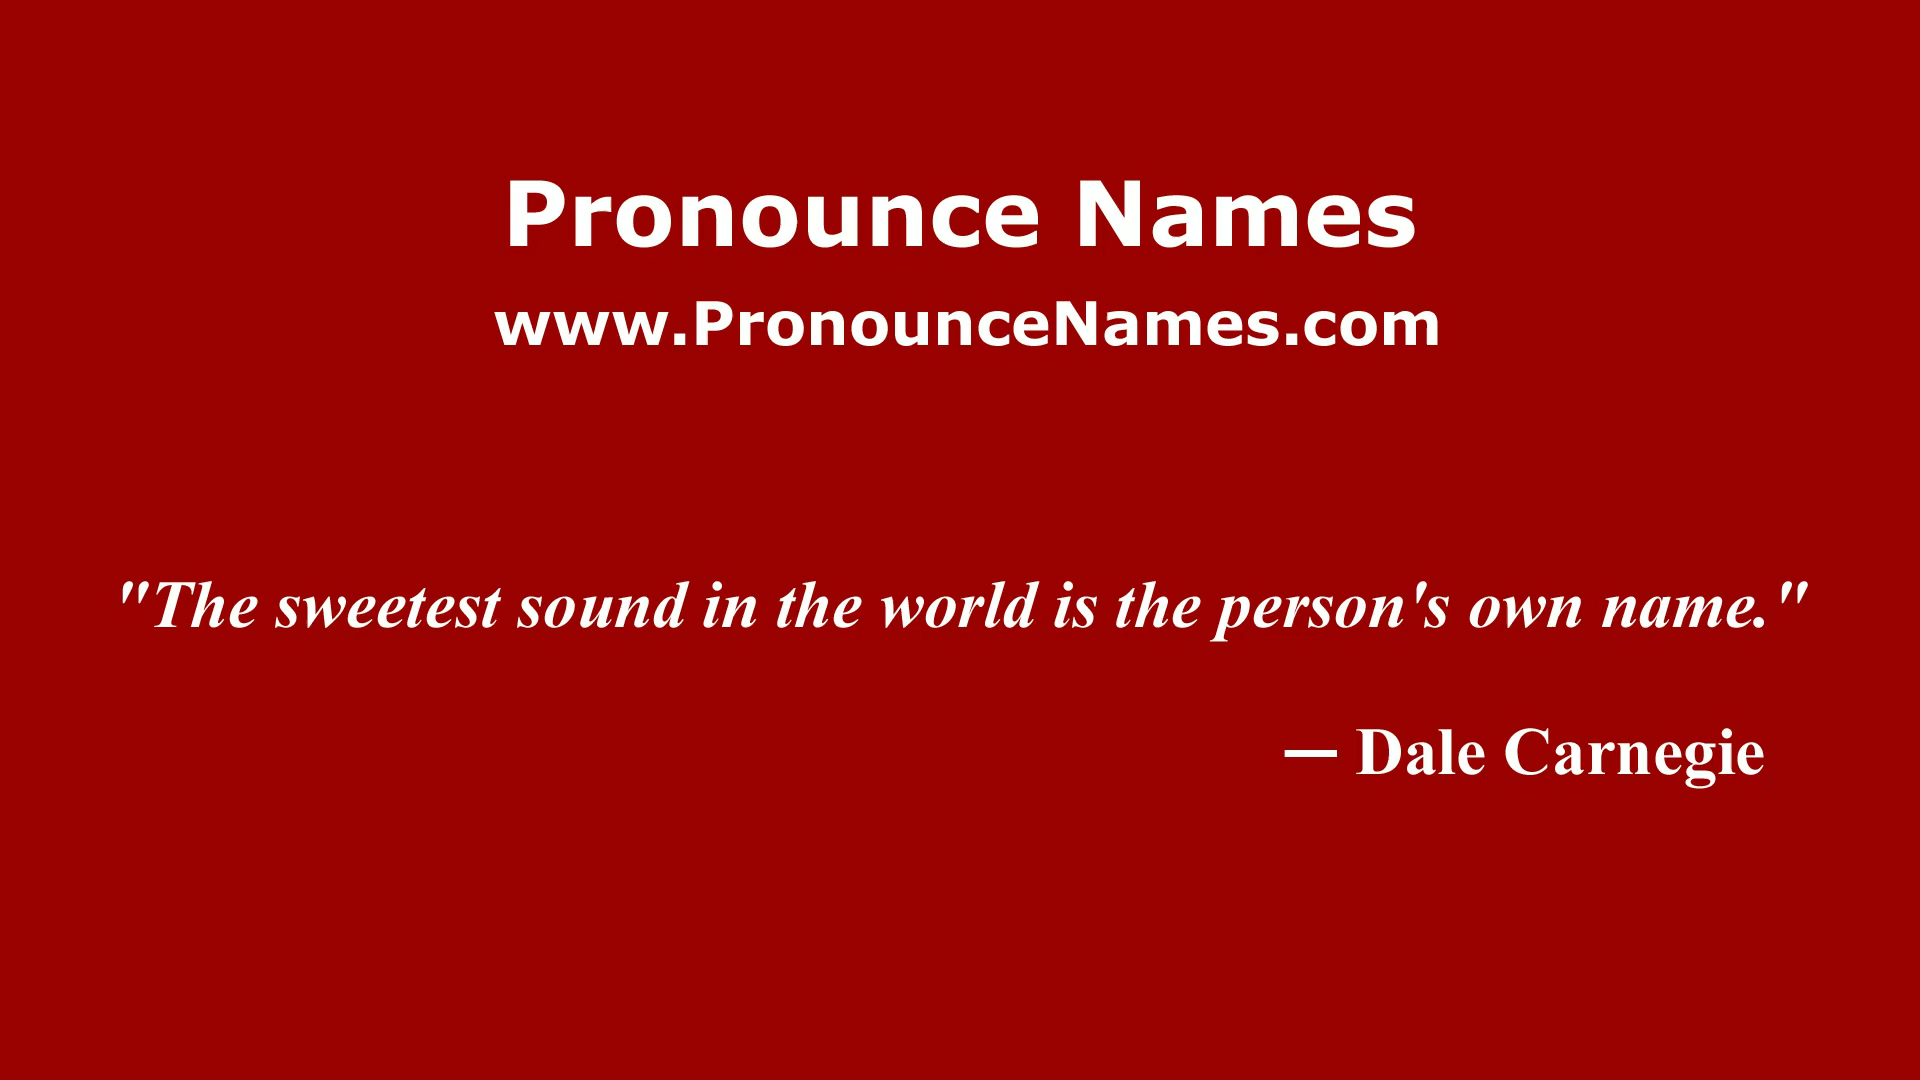 Pronounce Names
www.PronounceNames.com
"The sweetest sound in the world is the person's own name."
— Dale Carnegie